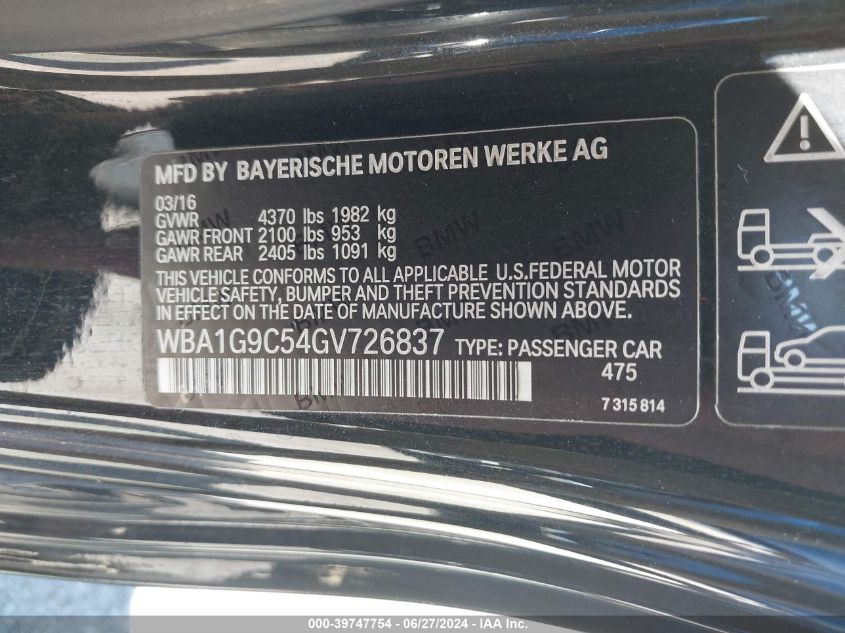 MFD BY BAYERISCHE MOTOREN WERKE AG
03/16
GVWR 4370 lbs 1982 kg
GAWR FRONT 2100 lbs 953 kg
GAWR REAR 2405 lbs 1091 kg
THIS VEHICLE CONFORMS TO ALL APPLICABLE U.S.FEDERAL MOTOR
VEHICLE SAFETY, BUMPER AND THEFT PREVENTION STANDARDS
IN EFFECT ON THE DATE OF MANUFACTURE SHOWN ABOVE.
WBA1G9C54GV726837 TYPE: PASSENGER CAR
475
7 315 814
000-39747754 - 06/27/2024 - IAAI.COM